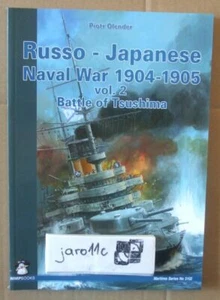 Piotr Olender
Russo - Japanese
Naval War 1904-1905
vol. 2
Battle of Tsushima
jaro11c